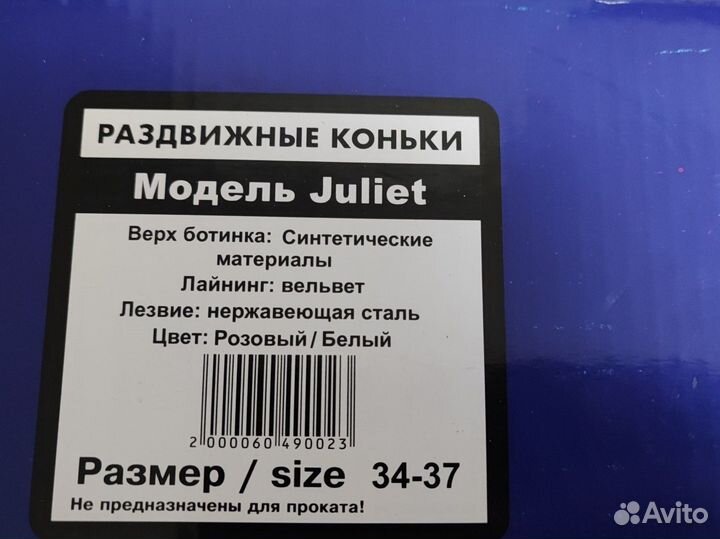 РАЗДВИЖНЫЕ КОНЬКИ
Модель Juliet
Верх ботинка: Синтетические
материалы
Лайнинг: вельвет
Лезвие: нержавеющая сталь
Цвет: Розовый/Белый
2 000060 490023
Размер / size 34-37
Не предназначены для проката!
Avito